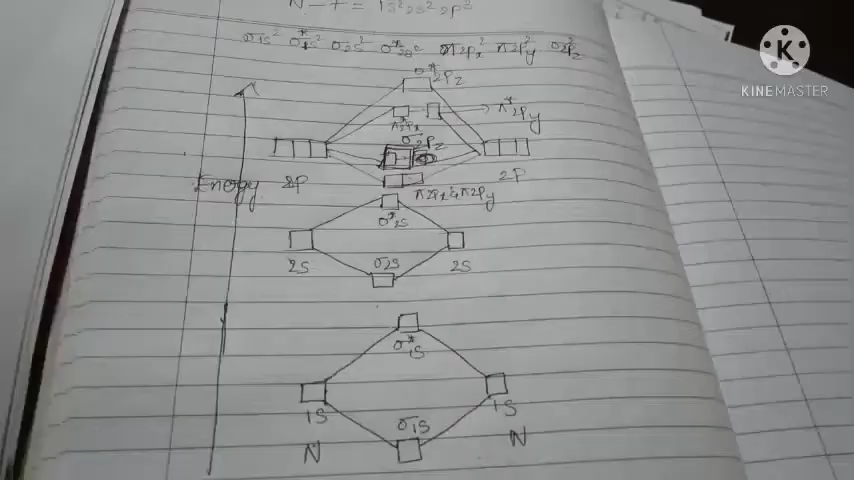 N-7 = 1s² 2s² 2p³
σ1s² σ*1s² σ2s² σ*2s² π2px² π2py² σ2pz²
K
KINEMASTER
σ*2pz
π*2px
π*2py
σ2pz
Energy 2P 2P
π2px & π2py
σ*2s
2S σ2s 2S
σ*1s
1S 1S
σ1s
N N